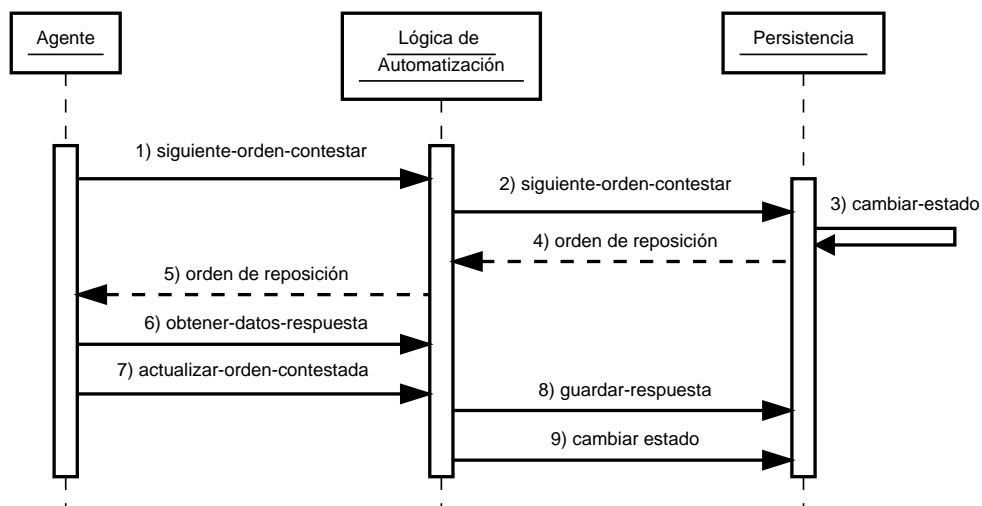 Agente
Lógica de
Automatización
Persistencia
1) siguiente-orden-contestar
2) siguiente-orden-contestar
3) cambiar-estado
4) orden de reposición
5) orden de reposición
6) obtener-datos-respuesta
7) actualizar-orden-contestada
8) guardar-respuesta
9) cambiar estado